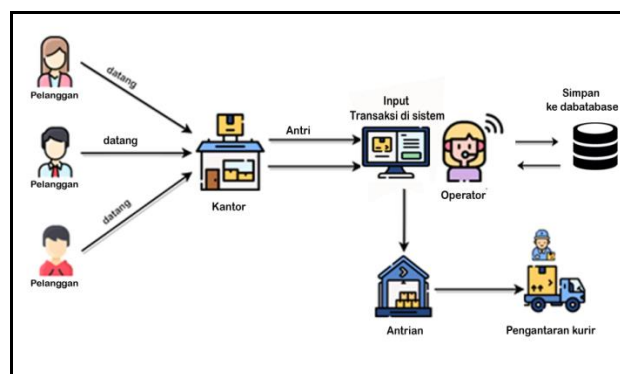 Pelanggan
datang
Pelanggan
datang
Pelanggan
datang
Kantor
Antri
Input
Transaksi di sistem
Operator
Simpan
ke dabatabase
Antrian
Pengantaran kurir